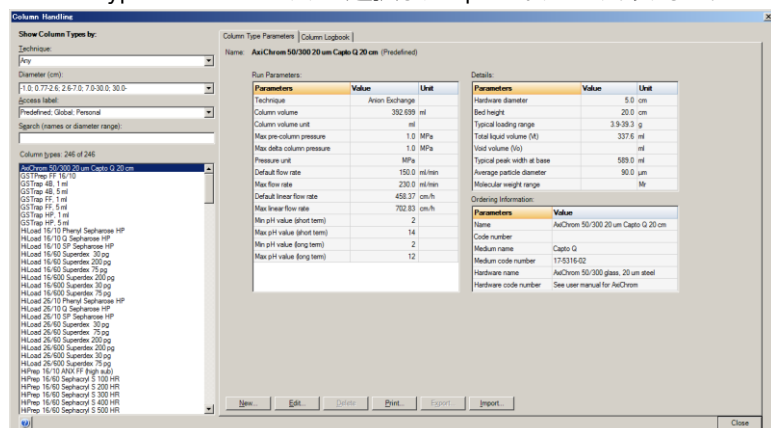 Column Handling
Show Column Types by:
Technique:
Any
Diameter (cm):
-1.0; 0.77-2.6; 2.6-7.0; 7.0-30.0; 30.0-
Access label:
Predefined; Global; Personal
Search (names or diameter range):
Column types: 246 of 246
AxiChrom 50/300 20 um Capto Q 20 cm
GSTPrep FF 16/10
GSTrap 4B, 1 ml
GSTrap 4B, 5 ml
GSTrap FF, 1 ml
GSTrap FF, 5 ml
GSTrap HP, 1 ml
GSTrap HP, 5 ml
HiLoad 16/10 Phenyl Sepharose HP
HiLoad 16/10 Q Sepharose HP
HiLoad 16/10 SP Sepharose HP
HiLoad 16/60 Superdex 30 pg
HiLoad 16/60 Superdex 200 pg
HiLoad 16/60 Superdex 75 pg
HiLoad 16/600 Superdex 200 pg
HiLoad 16/600 Superdex 30 pg
HiLoad 16/600 Superdex 75 pg
HiLoad 26/10 Phenyl Sepharose HP
HiLoad 26/10 Q Sepharose HP
HiLoad 26/10 SP Sepharose HP
HiLoad 26/60 Superdex 30 pg
HiLoad 26/60 Superdex 75 pg
HiLoad 26/60 Superdex 200 pg
HiLoad 26/600 Superdex 200 pg
HiLoad 26/600 Superdex 30 pg
HiLoad 26/600 Superdex 75 pg
HiPrep 16/10 ANX FF (high sub)
HiPrep 16/60 Sephacryl S 100 HR
HiPrep 16/60 Sephacryl S 200 HR
HiPrep 16/60 Sephacryl S 300 HR
HiPrep 16/60 Sephacryl S 400 HR
HiPrep 16/60 Sephacryl S 500 HR
Column Type Parameters Column Logbook
Name: AxiChrom 50/300 20 um Capto Q 20 cm (Predefined)
Run Parameters:
Parameters Value Unit
Technique Anion Exchange
Column volume 392.699 ml
Column volume unit ml
Max pre-column pressure 1.0 MPa
Max delta column pressure 1.0 MPa
Pressure unit MPa
Default flow rate 150.0 ml/min
Max flow rate 230.0 ml/min
Default linear flow rate 458.37 cm/h
Max linear flow rate 702.83 cm/h
Min pH value (short term) 2
Max pH value (short term) 14
Min pH value (long term) 2
Max pH value (long term) 12
Details:
Parameters Value Unit
Hardware diameter 5.0 cm
Bed height 20.0 cm
Typical loading range 3.9-39.3 g
Total liquid volume (Vt) 337.6 ml
Void volume (Vo) ml
Typical peak width at base 589.0 ml
Average particle diameter 90.0 µm
Molecular weight range Mr
Ordering Information:
Parameters Value
Name AxiChrom 50/300 20 um Capto Q 20 cm
Code number
Medium name Capto Q
Medium code number 17-5316-02
Hardware name AxiChrom 50/300 glass, 20 um steel
Hardware code number See user manual for AxiChrom
New... Edit... Delete Print... Export... Import...
Close